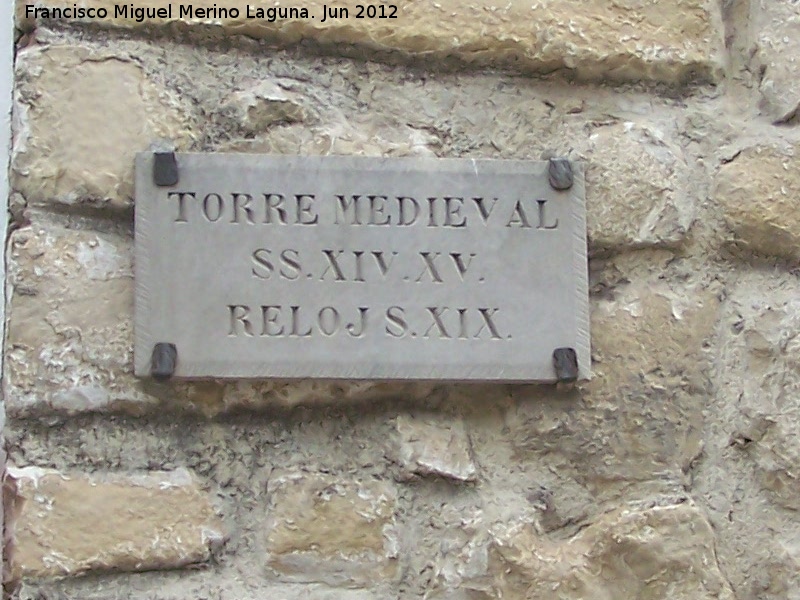 Francisco Miguel Merino Laguna. Jun 2012
TORRE MEDIEVAL
SS.XIV.XV.
RELOJ S.XIX.